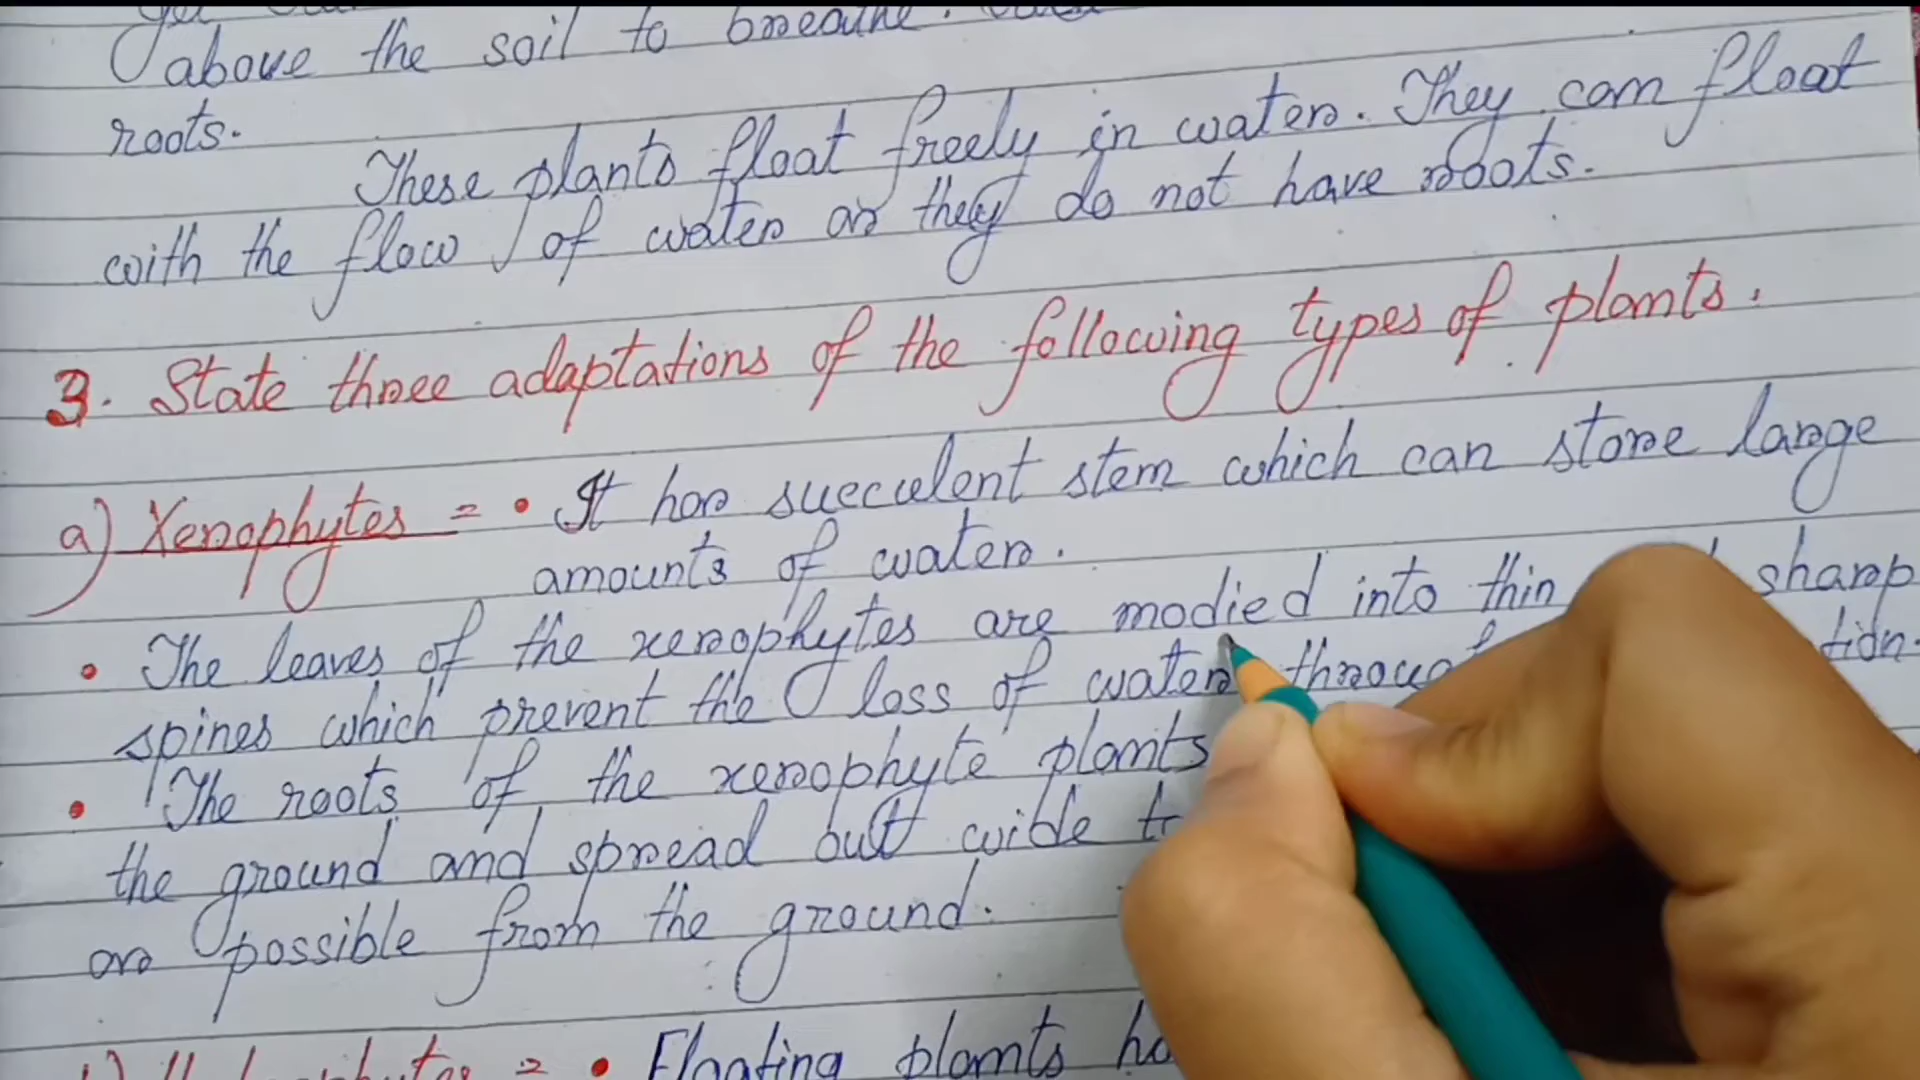 above the soil to breathe.
roots.
These plants float freely in water. They can float
with the flow of water as they do not have roots.
3. State three adaptations of the following types of plants.
a) Xerophytes = • It has succulent stem which can store large
amounts of water.
• The leaves of the xerophytes are modied into thin sharp
spines which prevent the loss of water
• The roots of the xerophyte plants
the ground and spread out wide
as possible from the ground.
= • Floating plants